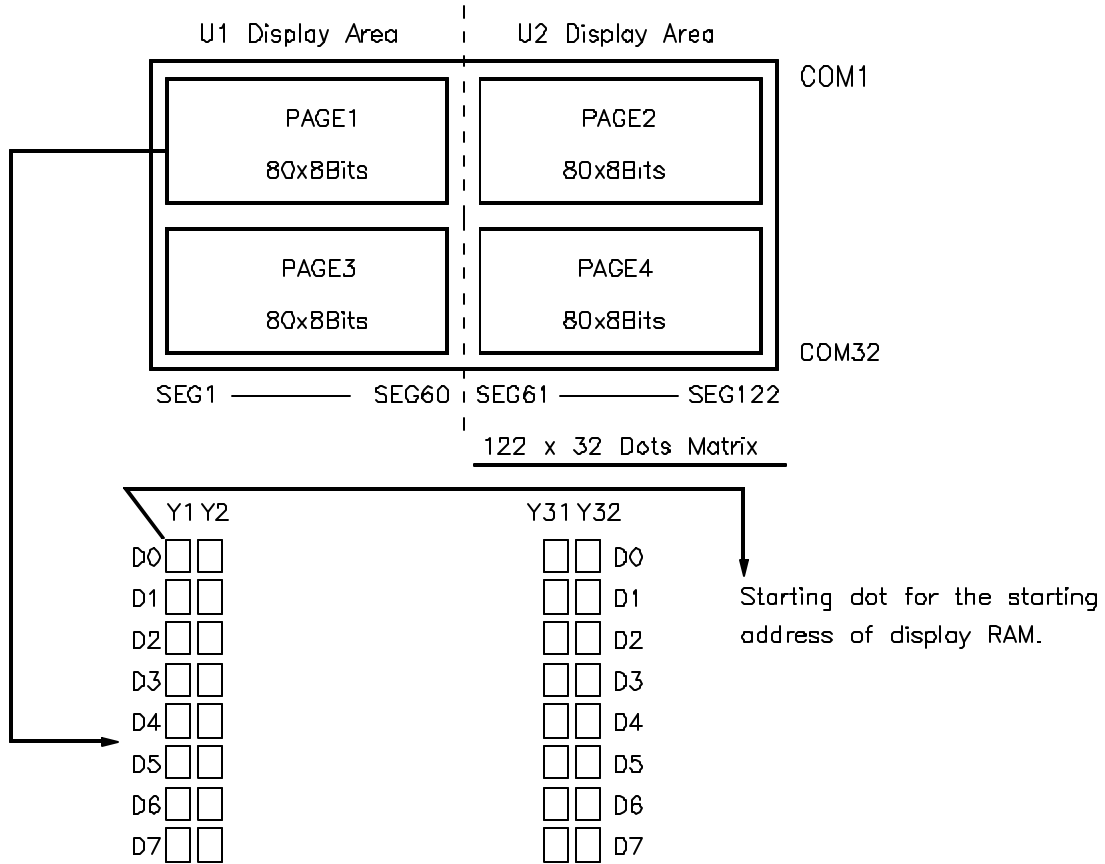 U1 Display Area U2 Display Area
COM1
PAGE1 PAGE2
80x8Bits 80x8Bits
PAGE3 PAGE4
80x8Bits 80x8Bits
COM32
SEG1 SEG60 SEG61 SEG122
122 x 32 Dots Matrix
Y1 Y2 Y31 Y32
D0 D0
D1 D1
Starting dot for the starting
D2 D2
address of display RAM.
D3 D3
D4 D4
D5 D5
D6 D6
D7 D7